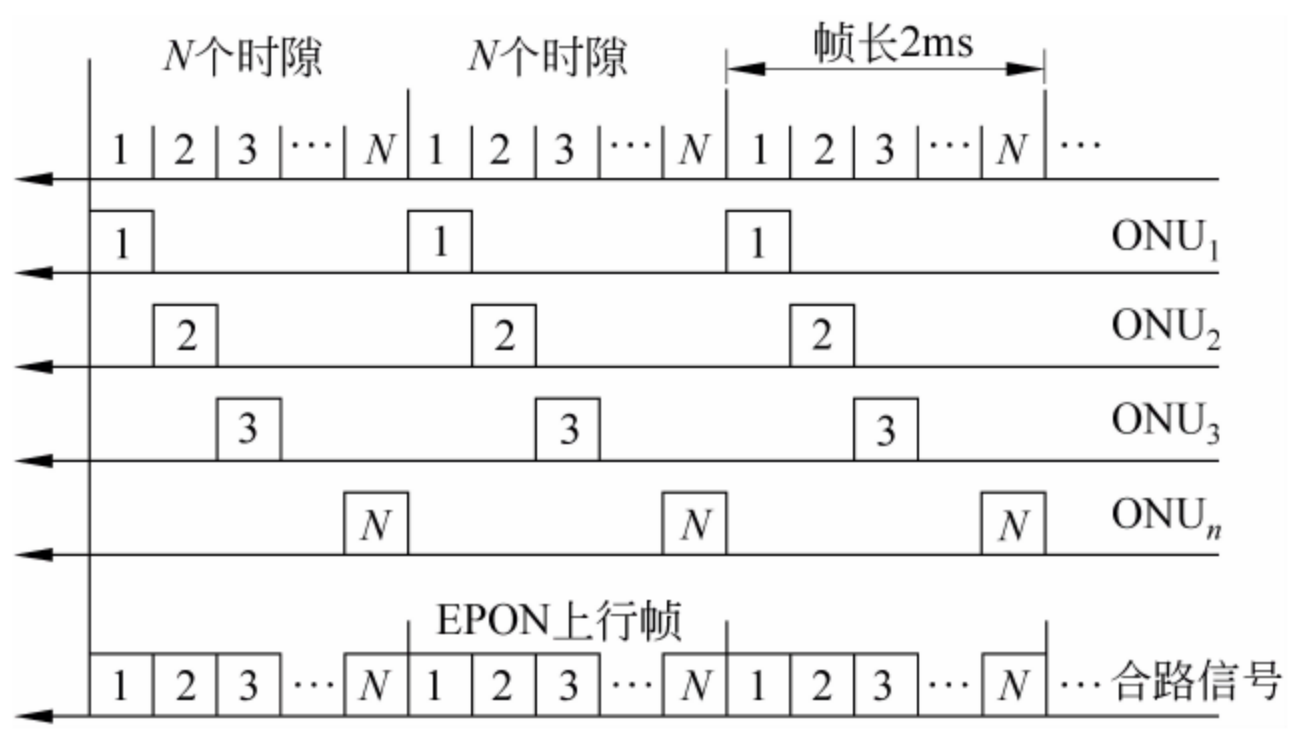 N个时隙 N个时隙 帧长2ms
1 2 3 ··· N 1 2 3 ··· N 1 2 3 ··· N ···
1 1 1 ONU₁
2 2 2 ONU₂
3 3 3 ONU₃
N N N ONUₙ
EPON上行帧
1 2 3 ··· N 1 2 3 ··· N 1 2 3 ··· N ··· 合路信号